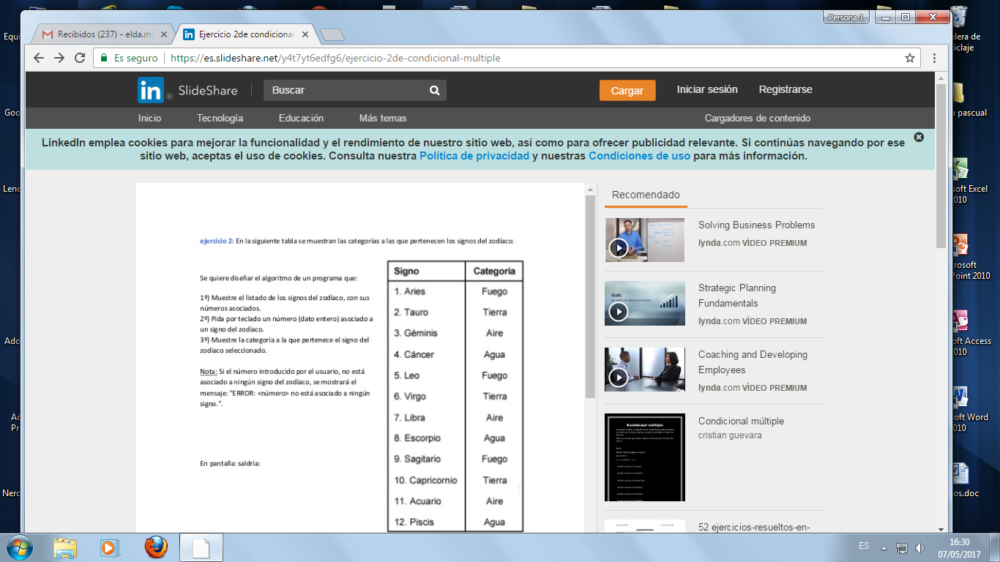 Persona 1
Recibidos (237) - elda.mo
Ejercicio 2de condicional
Es seguro
https://es.slideshare.net/y4t7yt6edfg6/ejercicio-2de-condicional-multiple
in ® SlideShare
Buscar
Cargar
Iniciar sesión
Registrarse
Inicio
Tecnología
Educación
Más temas
Cargadores de contenido
LinkedIn emplea cookies para mejorar la funcionalidad y el rendimiento de nuestro sitio web, así como para ofrecer publicidad relevante. Si continúas navegando por ese
sitio web, aceptas el uso de cookies. Consulta nuestra Política de privacidad y nuestras Condiciones de uso para más información.
ejercicio 2: En la siguiente tabla se muestran las categorías a las que pertenecen los signos del zodiaco:
Se quiere diseñar el algoritmo de un programa que:
1º) Muestre el listado de los signos del zodiaco, con sus
números asociados.
2º) Pida por teclado un número (dato entero) asociado a
un signo del zodiaco.
3º) Muestre la categoría a la que pertenece el signo del
zodiaco seleccionado.
Nota: Si el número introducido por el usuario, no está
asociado a ningún signo del zodiaco, se mostrará el
mensaje: "ERROR: <número> no está asociado a ningún
signo.".
En pantalla: saldría:
Signo Categoría
1. Aries Fuego
2. Tauro Tierra
3. Géminis Aire
4. Cáncer Agua
5. Leo Fuego
6. Virgo Tierra
7. Libra Aire
8. Escorpio Agua
9. Sagitario Fuego
10. Capricornio Tierra
11. Acuario Aire
12. Piscis Agua
Recomendado
Solving Business Problems
lynda.com VÍDEO PREMIUM
Goals
Strategic Planning
Fundamentals
lynda.com VÍDEO PREMIUM
Coaching and Developing
Employees
lynda.com VÍDEO PREMIUM
Condicional múltiple
Condicional múltiple
cristian guevara
52 ejercicios-resueltos-en-
Equi
Goo
Lenc
Ado
Ac
Pr
Nero
elera de
iclaje
a pascual
soft Excel
010
rosoft
Point 2010
oft Access
010
soft Word
010
os.doc
ES
16:30
07/05/2017